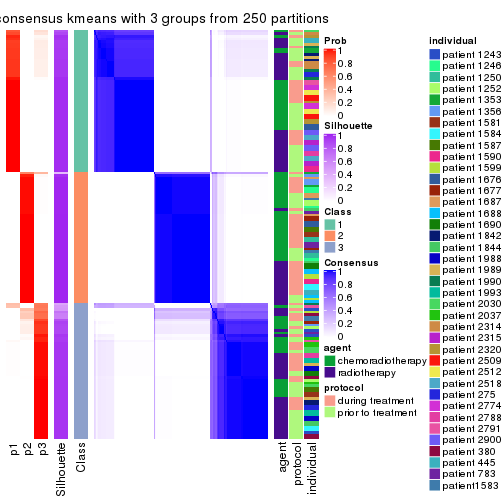 consensus kmeans with 3 groups from 250 partitions
Prob
1
0.8
0.6
0.4
0.2
0
Silhouette
1
0.8
0.6
0.4
0.2
0
Class
1
2
3
Consensus
1
0.8
0.6
0.4
0.2
0
agent
chemoradiotherapy
radiotherapy
protocol
during treatment
prior to treatment
individual
patient 1243
patient 1246
patient 1250
patient 1252
patient 1353
patient 1356
patient 1581
patient 1584
patient 1587
patient 1590
patient 1599
patient 1676
patient 1677
patient 1687
patient 1688
patient 1690
patient 1842
patient 1844
patient 1988
patient 1989
patient 1990
patient 1993
patient 2030
patient 2037
patient 2314
patient 2315
patient 2320
patient 2509
patient 2512
patient 2518
patient 275
patient 2774
patient 2788
patient 2791
patient 2900
patient 380
patient 445
patient 783
patient1583
p1
p2
p3
Silhouette
Class
agent
protocol
individual